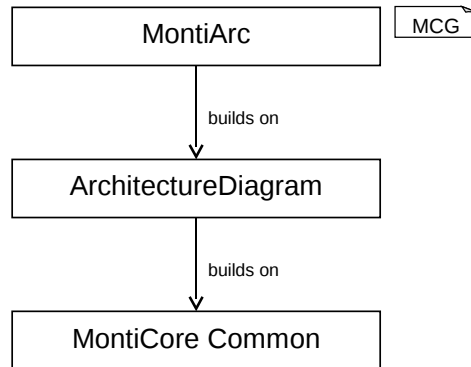 MontiArc
MCG
builds on
ArchitectureDiagram
builds on
MontiCore Common